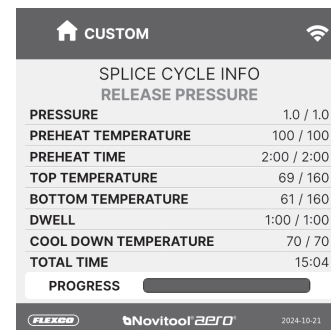 CUSTOM
SPLICE CYCLE INFO
RELEASE PRESSURE
PRESSURE 1.0 / 1.0
PREHEAT TEMPERATURE 100 / 100
PREHEAT TIME 2:00 / 2:00
TOP TEMPERATURE 69 / 160
BOTTOM TEMPERATURE 61 / 160
DWELL 1:00 / 1:00
COOL DOWN TEMPERATURE 70 / 70
TOTAL TIME 15:04
PROGRESS
FLEXCO Novitool® aero® 2024-10-21